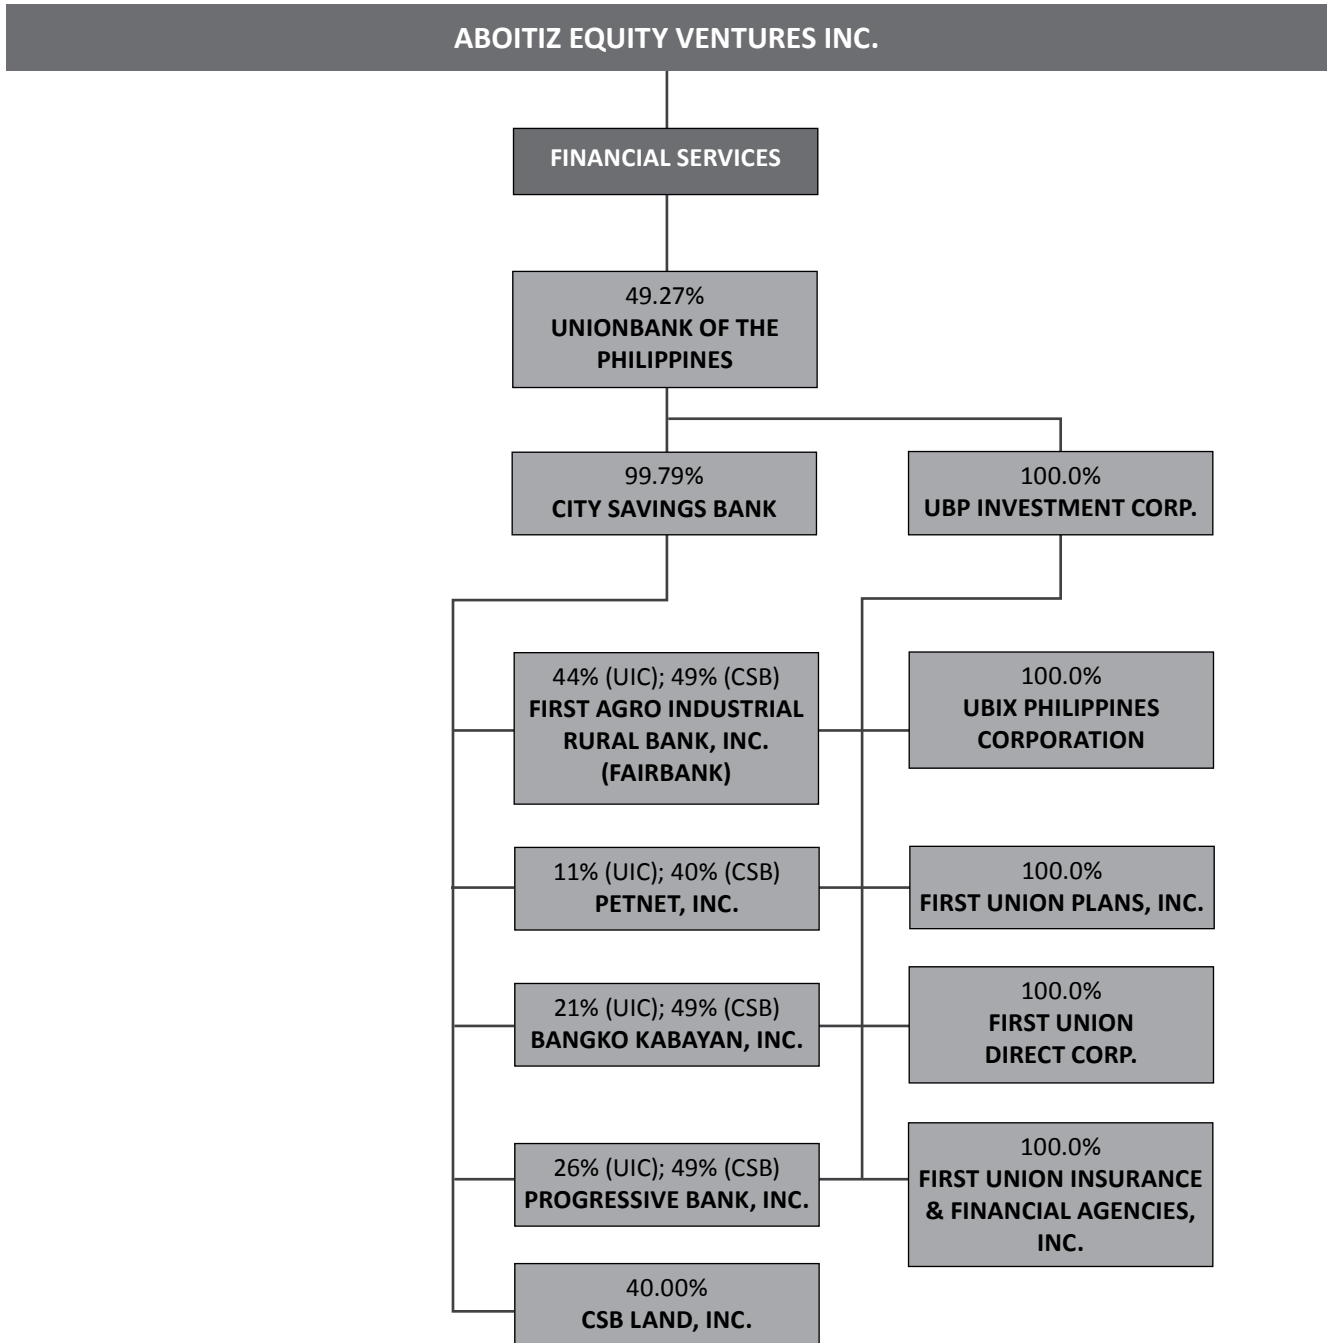 ABOITIZ EQUITY VENTURES INC.
FINANCIAL SERVICES
49.27%
UNIONBANK OF THE
PHILIPPINES
99.79%
CITY SAVINGS BANK
100.0%
UBP INVESTMENT CORP.
44% (UIC); 49% (CSB)
FIRST AGRO INDUSTRIAL
RURAL BANK, INC.
(FAIRBANK)
100.0%
UBIX PHILIPPINES
CORPORATION
11% (UIC); 40% (CSB)
PETNET, INC.
100.0%
FIRST UNION PLANS, INC.
21% (UIC); 49% (CSB)
BANGKO KABAYAN, INC.
100.0%
FIRST UNION
DIRECT CORP.
26% (UIC); 49% (CSB)
PROGRESSIVE BANK, INC.
100.0%
FIRST UNION INSURANCE
& FINANCIAL AGENCIES,
INC.
40.00%
CSB LAND, INC.